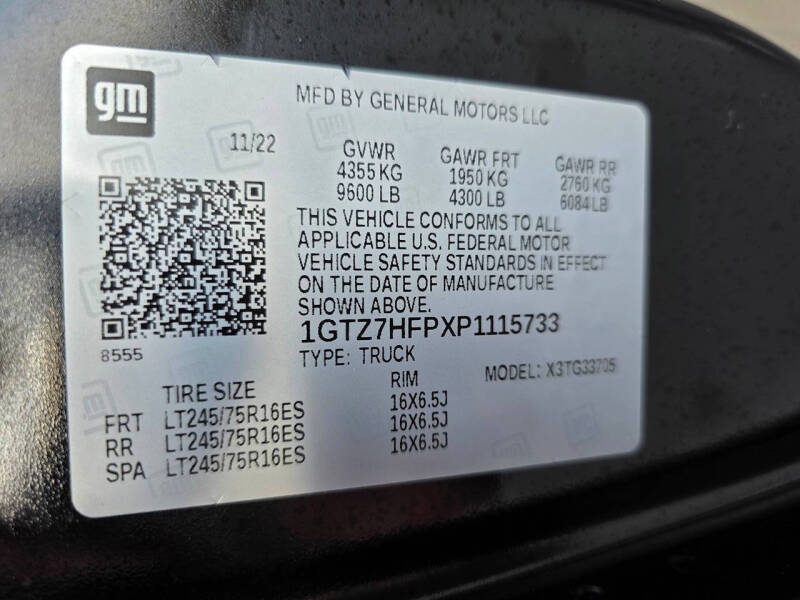 gm
MFD BY GENERAL MOTORS LLC
11/22
GVWR GAWR FRT GAWR RR
4355 KG 1950 KG 2760 KG
9600 LB 4300 LB 6084 LB
THIS VEHICLE CONFORMS TO ALL
APPLICABLE U.S. FEDERAL MOTOR
VEHICLE SAFETY STANDARDS IN EFFECT
ON THE DATE OF MANUFACTURE
SHOWN ABOVE.
1GTZ7HFPXP1115733
8555
TYPE: TRUCK
MODEL: X3TG33705
TIRE SIZE RIM
FRT LT245/75R16ES 16X6.5J
RR LT245/75R16ES 16X6.5J
SPA LT245/75R16ES 16X6.5J